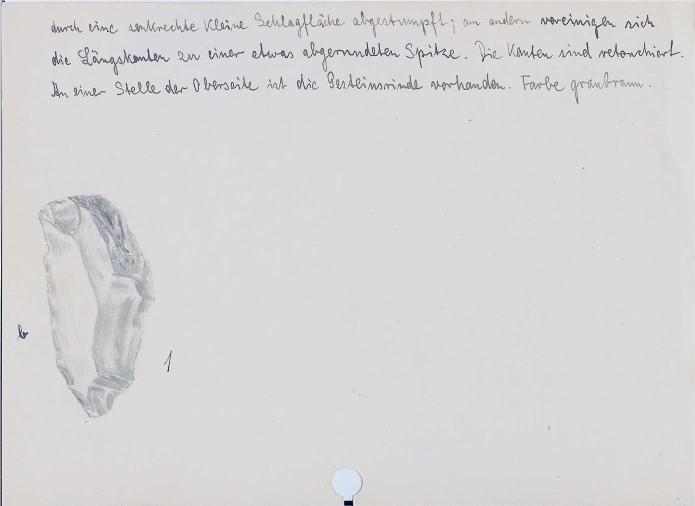 durch eine senkrechte kleine Schlagfläche abgestumpft; am andern vereinigen sich
die Längskanten zu einer etwas abgerundeten Spitze. Die Kanten sind retouchiert.
An einer Stelle der Oberseite ist die Gesteinsrinde vorhanden. Farbe graubraun.
b
1